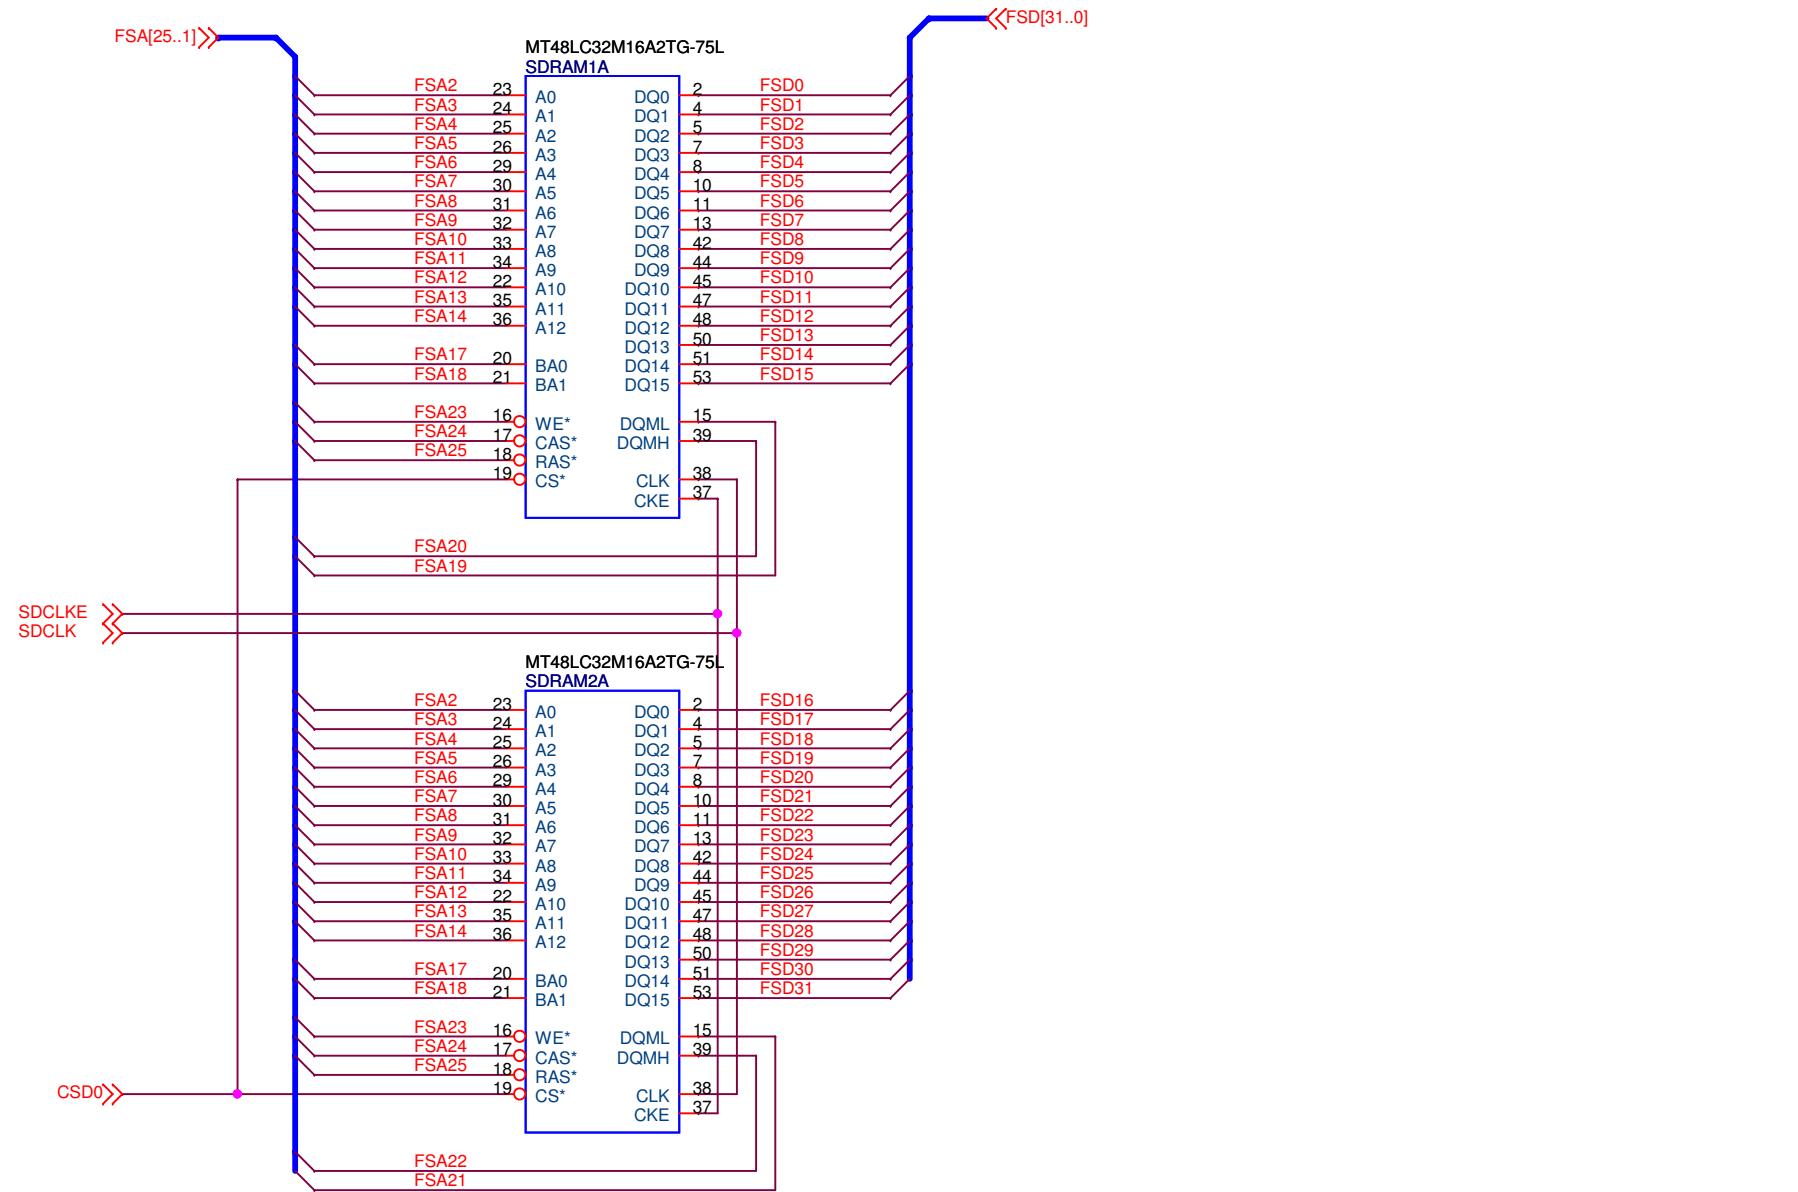 FSD[31..0]
FSA[25..1]
MT48LC32M16A2TG-75L
SDRAM1A
FSA2 23 A0 DQ0 2 FSD0
FSA3 24 A1 DQ1 4 FSD1
FSA4 25 A2 DQ2 5 FSD2
FSA5 26 A3 DQ3 7 FSD3
FSA6 29 A4 DQ4 8 FSD4
FSA7 30 A5 DQ5 10 FSD5
FSA8 31 A6 DQ6 11 FSD6
FSA9 32 A7 DQ7 13 FSD7
FSA10 33 A8 DQ8 42 FSD8
FSA11 34 A9 DQ9 44 FSD9
FSA12 22 A10 DQ10 45 FSD10
FSA13 35 A11 DQ11 47 FSD11
FSA14 36 A12 DQ12 48 FSD12
DQ13 50 FSD13
FSA17 20 BA0 DQ14 51 FSD14
FSA18 21 BA1 DQ15 53 FSD15
FSA23 16 WE* DQML 15
FSA24 17 CAS* DQMH 39
FSA25 18 RAS*
19 CS* CLK 38
CKE 37
FSA20
FSA19
SDCLKE
SDCLK
MT48LC32M16A2TG-75L
SDRAM2A
FSA2 23 A0 DQ0 2 FSD16
FSA3 24 A1 DQ1 4 FSD17
FSA4 25 A2 DQ2 5 FSD18
FSA5 26 A3 DQ3 7 FSD19
FSA6 29 A4 DQ4 8 FSD20
FSA7 30 A5 DQ5 10 FSD21
FSA8 31 A6 DQ6 11 FSD22
FSA9 32 A7 DQ7 13 FSD23
FSA10 33 A8 DQ8 42 FSD24
FSA11 34 A9 DQ9 44 FSD25
FSA12 22 A10 DQ10 45 FSD26
FSA13 35 A11 DQ11 47 FSD27
FSA14 36 A12 DQ12 48 FSD28
DQ13 50 FSD29
FSA17 20 BA0 DQ14 51 FSD30
FSA18 21 BA1 DQ15 53 FSD31
FSA23 16 WE* DQML 15
FSA24 17 CAS* DQMH 39
FSA25 18 RAS*
CSD0 19 CS* CLK 38
CKE 37
FSA22
FSA21